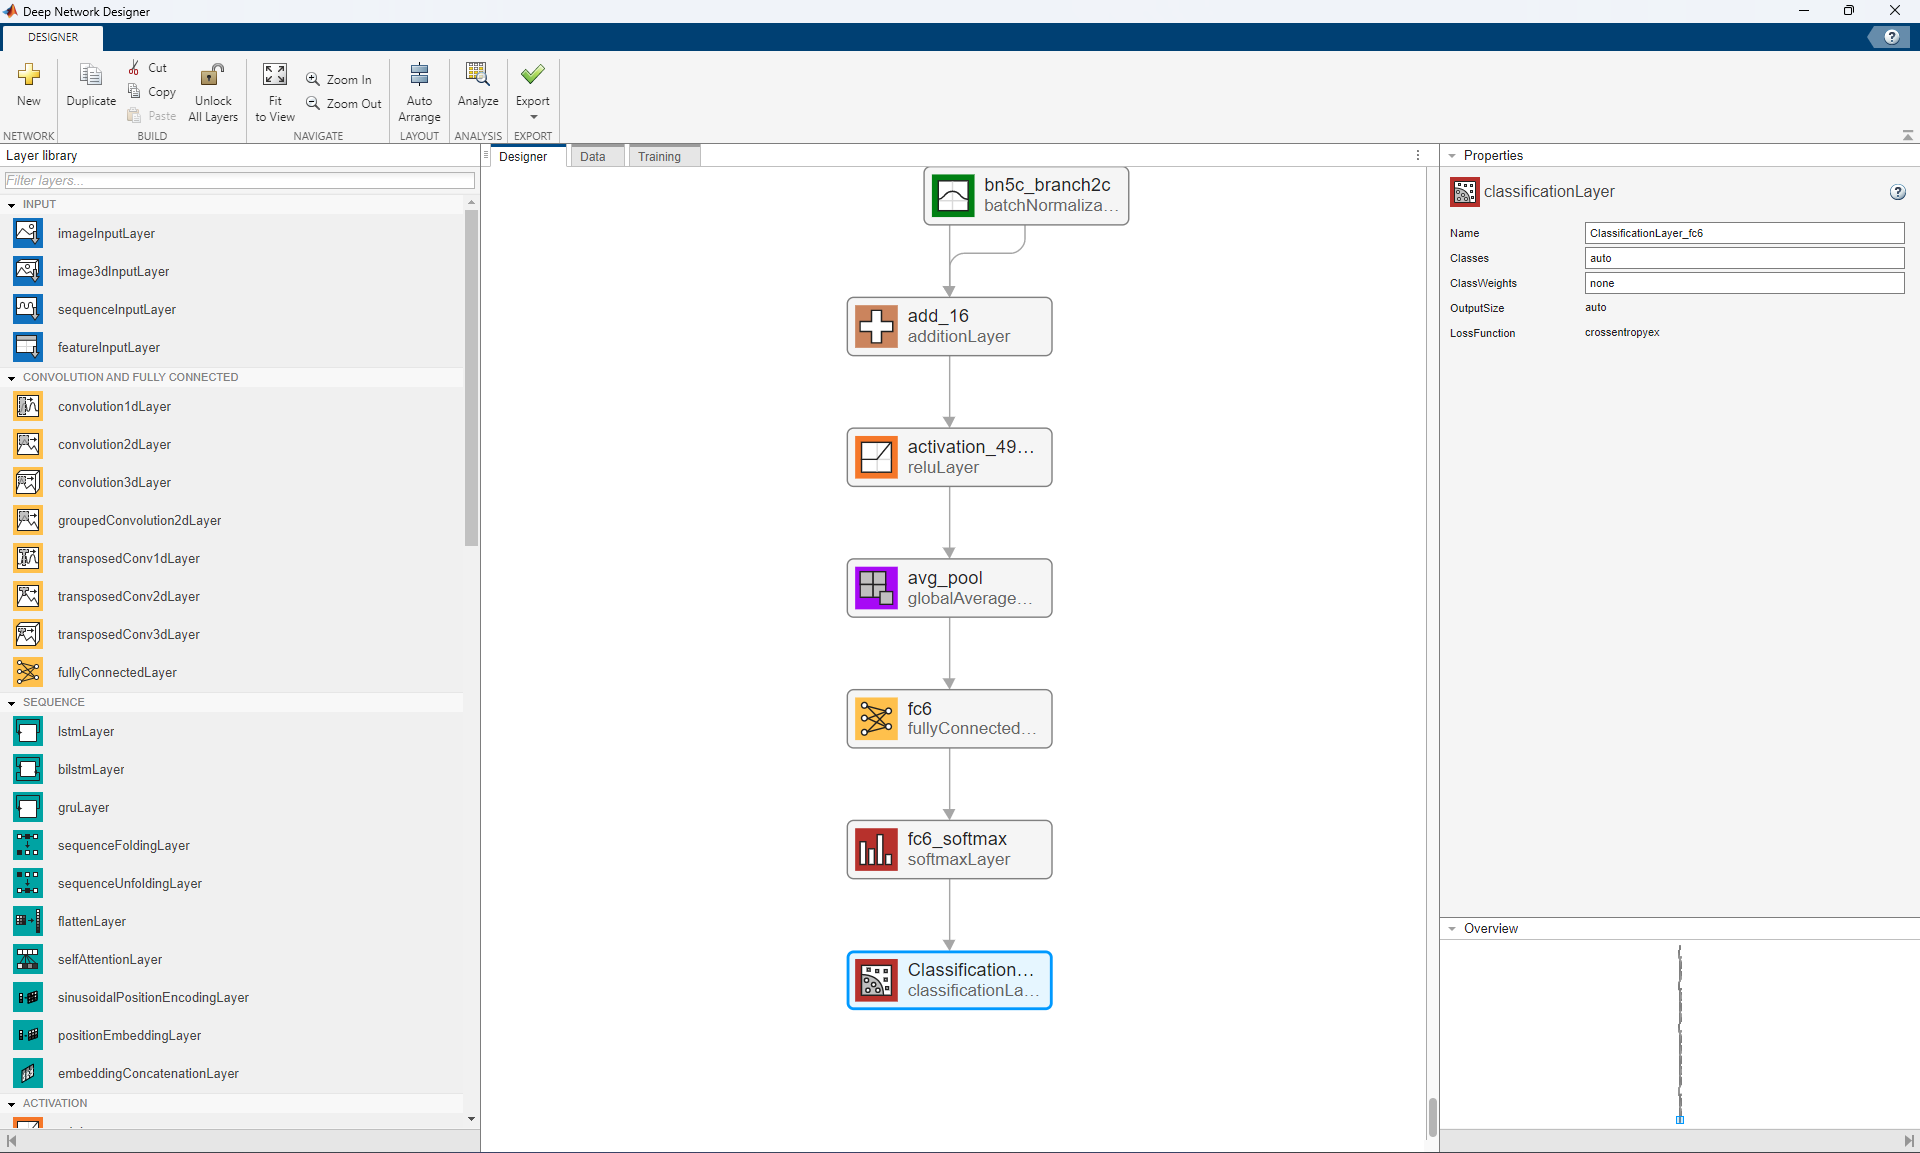 Deep Network Designer
DESIGNER
New
Duplicate
Cut
Copy
Paste
Unlock
All Layers
Fit
to View
Zoom In
Zoom Out
Auto
Arrange
Analyze
Export
NETWORK
BUILD
NAVIGATE
LAYOUT
ANALYSIS
EXPORT
Layer library
Filter layers...
INPUT
imageInputLayer
image3dInputLayer
sequenceInputLayer
featureInputLayer
CONVOLUTION AND FULLY CONNECTED
convolution1dLayer
convolution2dLayer
convolution3dLayer
groupedConvolution2dLayer
transposedConv1dLayer
transposedConv2dLayer
transposedConv3dLayer
fullyConnectedLayer
SEQUENCE
lstmLayer
bilstmLayer
gruLayer
sequenceFoldingLayer
sequenceUnfoldingLayer
flattenLayer
selfAttentionLayer
sinusoidalPositionEncodingLayer
positionEmbeddingLayer
embeddingConcatenationLayer
ACTIVATION
Designer
Data
Training
bn5c_branch2c
batchNormaliza...
add_16
additionLayer
activation_49...
reluLayer
avg_pool
globalAverage...
fc6
fullyConnected...
fc6_softmax
softmaxLayer
Classification...
classificationLa...
Properties
classificationLayer
?
Name ClassificationLayer_fc6
Classes auto
ClassWeights none
OutputSize auto
LossFunction crossentropyex
Overview